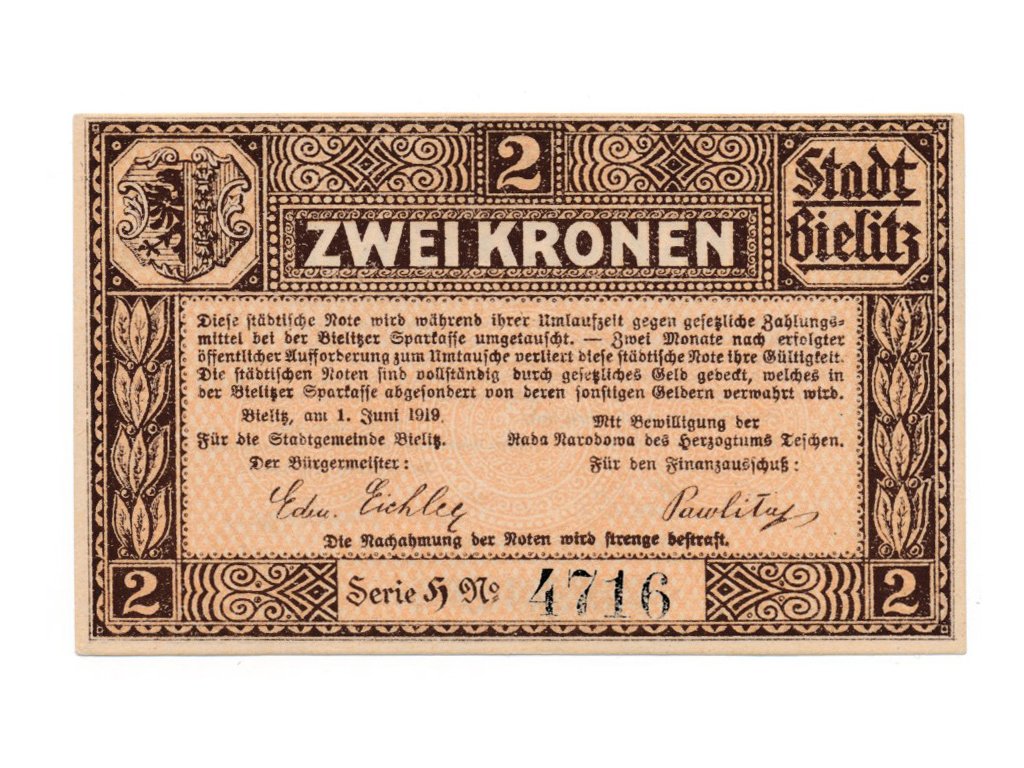 2
Stadt
Bielitz
ZWEI KRONEN
Diese städtische Note wird während ihrer Umlaufzeit gegen gesetzliche Zahlungs-
mittel bei der Bielitzer Sparkasse umgetauscht. — Zwei Monate nach erfolgter
öffentlicher Aufforderung zum Umtausche verliert diese städtische Note ihre Gültigkeit.
Die städtischen Noten sind vollständig durch gesetzliches Geld gedeckt, welches in
der Bielitzer Sparkasse abgesondert von deren sonstigen Geldern verwahrt wird.
Bielitz, am 1. Juni 1919.
Mit Bewilligung der
Für die Stadtgemeinde Bielitz.
Rada Narodowa des Herzogtums Teschen.
Der Bürgermeister:
Für den Finanzausschuß:
Eichler
Die Nachahmung der Noten wird strenge bestraft.
2
Serie H No 4716
2